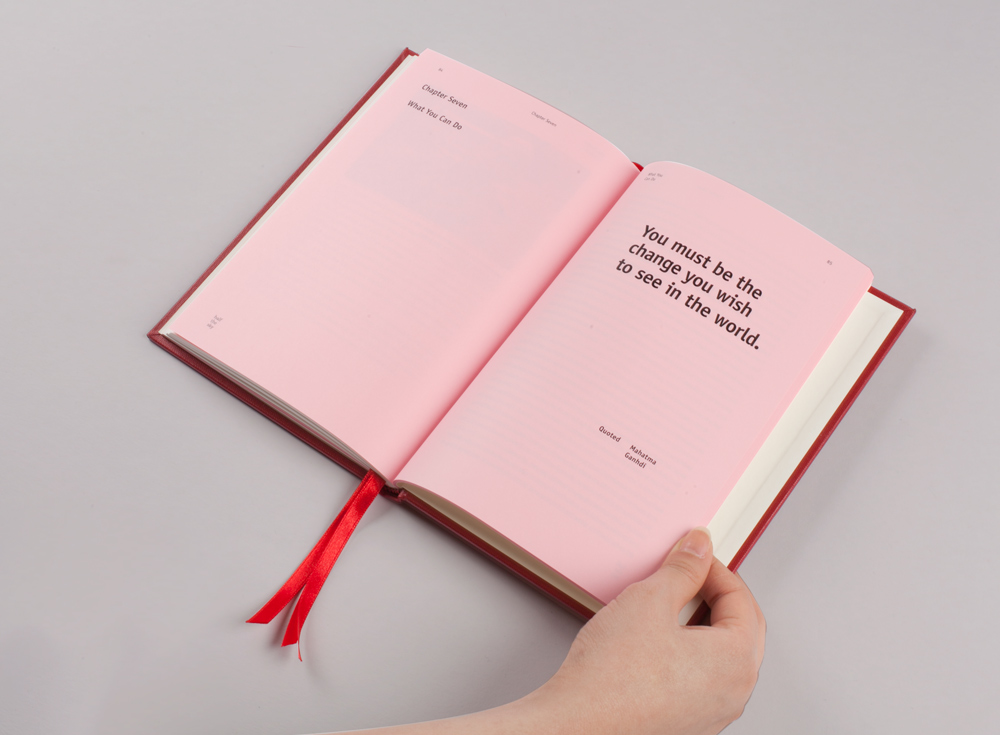 Chapter Seven
What You Can Do
Chapter Seven
You must be the
change you wish
to see in the world.
Quoted Mahatma
Ganhdi